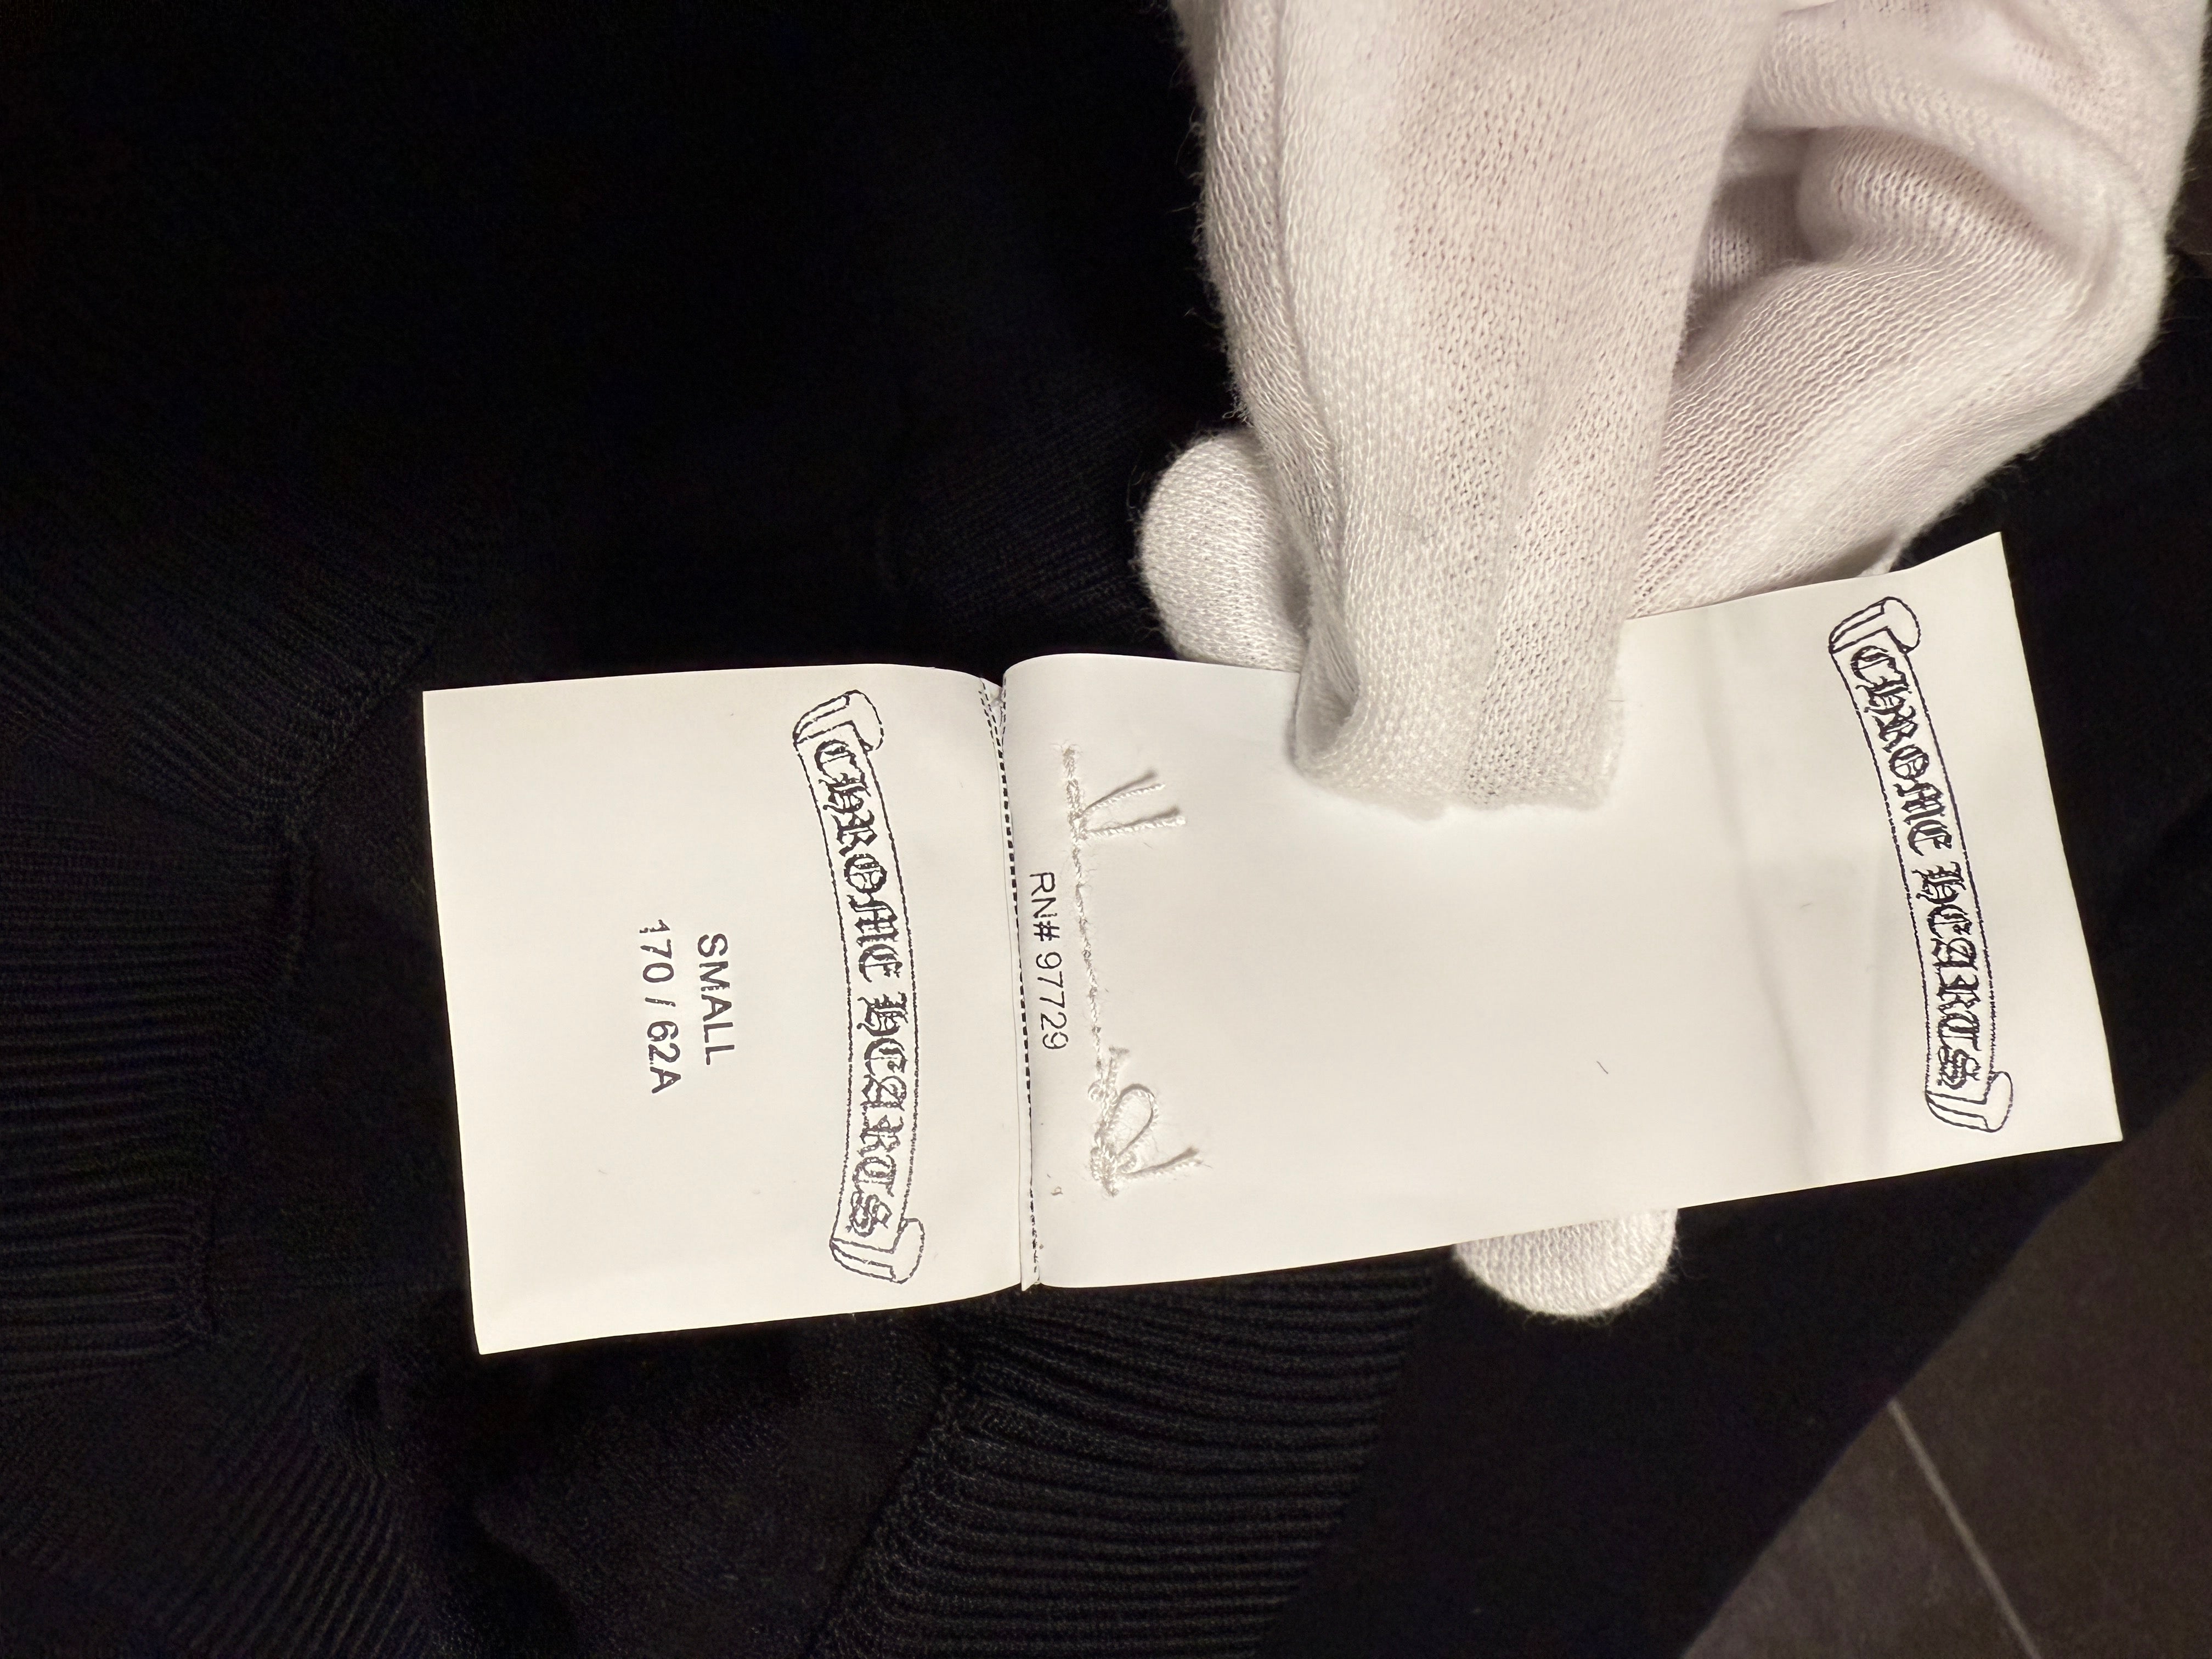 CHROME HEARTS
RN# 97729
CHROME HEARTS
SMALL
170 / 62A